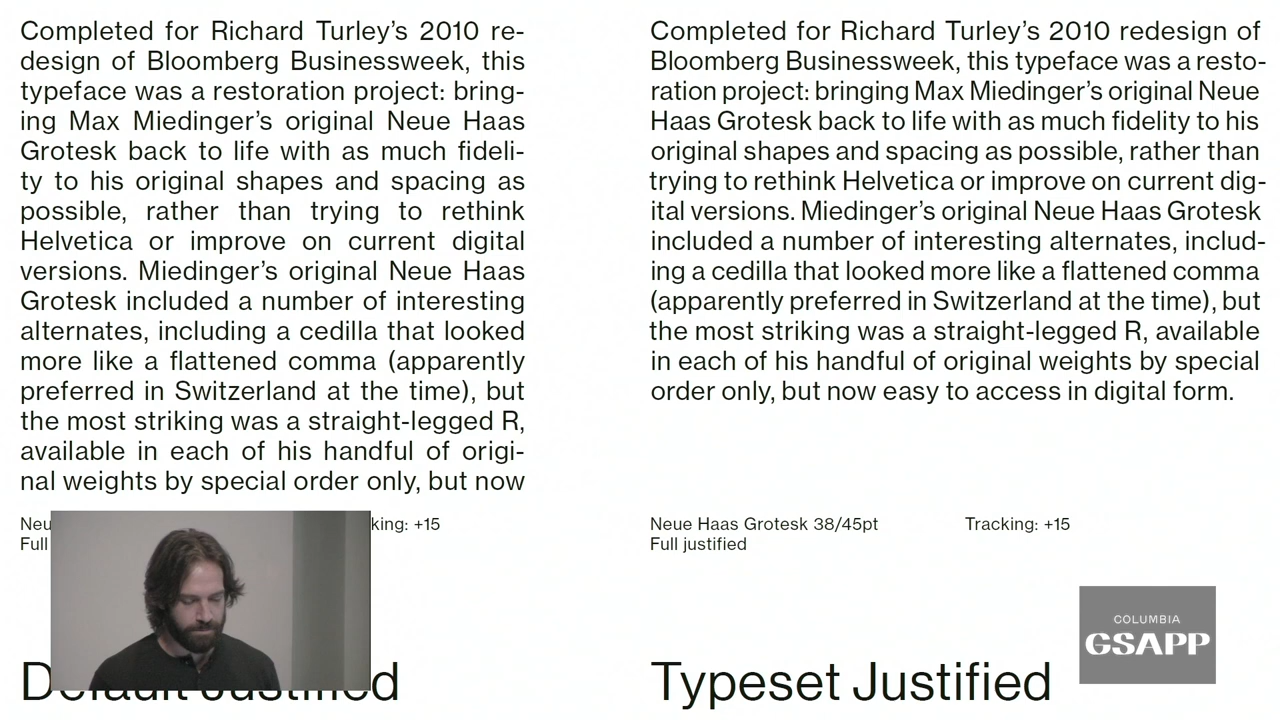 Completed for Richard Turley’s 2010 re-
design of Bloomberg Businessweek, this
typeface was a restoration project: bring-
ing Max Miedinger’s original Neue Haas
Grotesk back to life with as much fideli-
ty to his original shapes and spacing as
possible, rather than trying to rethink
Helvetica or improve on current digital
versions. Miedinger’s original Neue Haas
Grotesk included a number of interesting
alternates, including a cedilla that looked
more like a flattened comma (apparently
preferred in Switzerland at the time), but
the most striking was a straight-legged R,
available in each of his handful of origi-
nal weights by special order only, but now
Full
+15
Default Justified
Completed for Richard Turley’s 2010 redesign of
Bloomberg Businessweek, this typeface was a resto-
ration project: bringing Max Miedinger’s original Neue
Haas Grotesk back to life with as much fidelity to his
original shapes and spacing as possible, rather than
trying to rethink Helvetica or improve on current dig-
ital versions. Miedinger’s original Neue Haas Grotesk
included a number of interesting alternates, includ-
ing a cedilla that looked more like a flattened comma
(apparently preferred in Switzerland at the time), but
the most striking was a straight-legged R, available
in each of his handful of original weights by special
order only, but now easy to access in digital form.
Neue Haas Grotesk 38/45pt Tracking: +15
Full justified
Typeset Justified
COLUMBIA
GSAPP